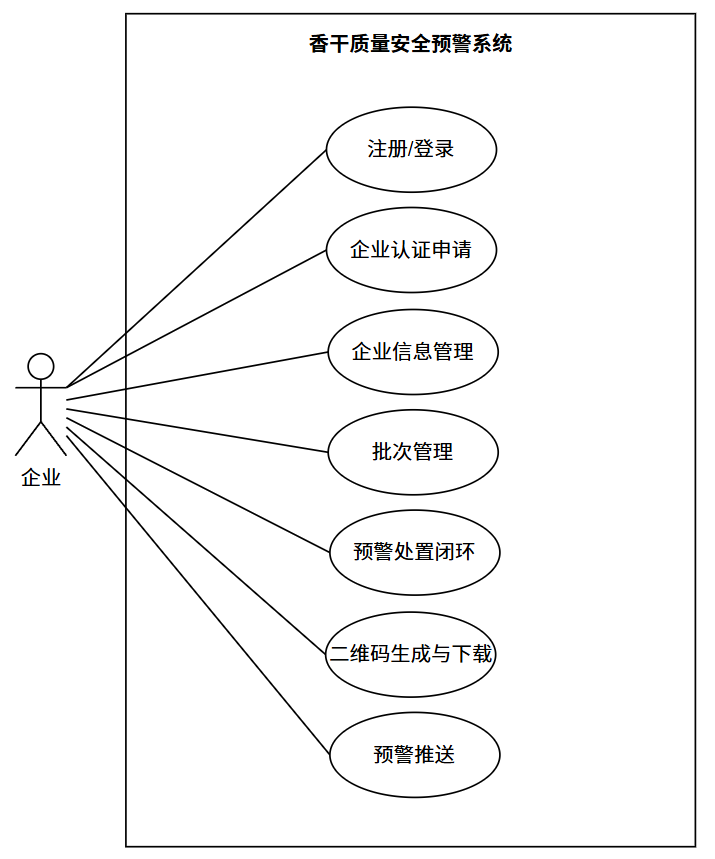 香干质量安全预警系统
注册/登录
企业认证申请
企业信息管理
批次管理
企业
预警处置闭环
二维码生成与下载
预警推送